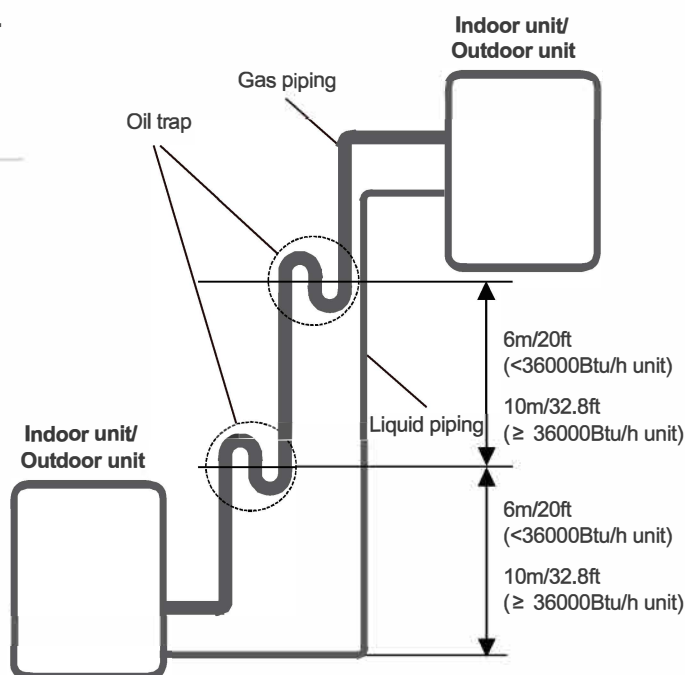 Indoor unit/
Outdoor unit
Gas piping
Oil trap
6m/20ft
(<36000Btu/h unit)
10m/32.8ft
(≥ 36000Btu/h unit)
Liquid piping
Indoor unit/
Outdoor unit
6m/20ft
(<36000Btu/h unit)
10m/32.8ft
(≥ 36000Btu/h unit)